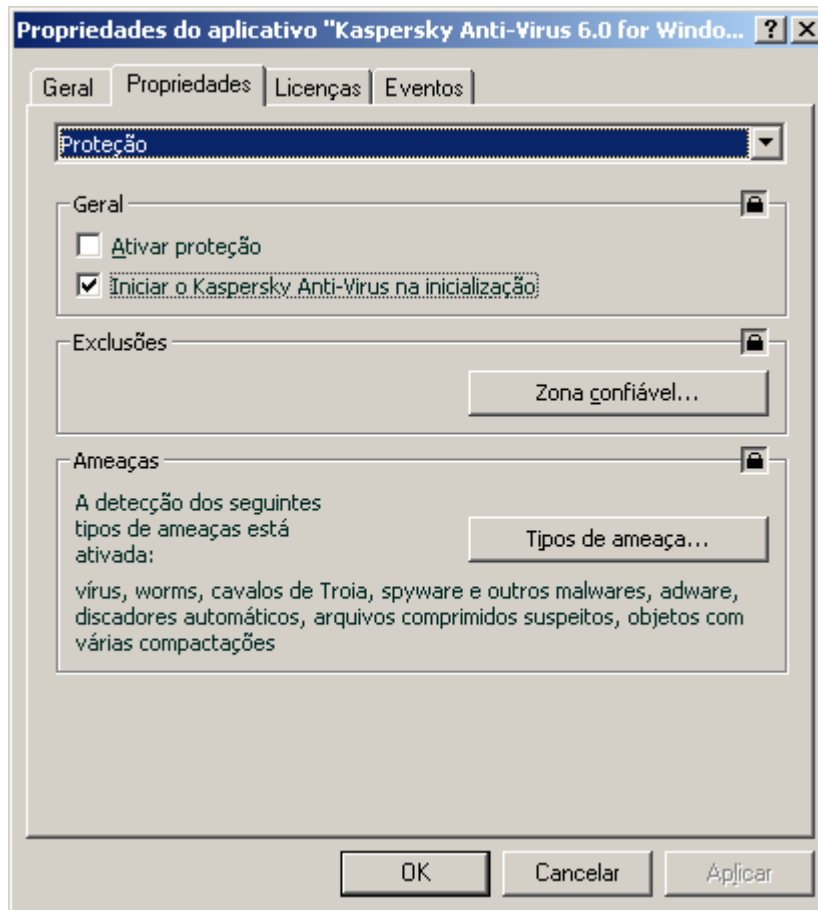 Propriedades do aplicativo "Kaspersky Anti-Virus 6.0 for Windo...
Geral Propriedades Licenças Eventos
Proteção
Geral
Ativar proteção
Iniciar o Kaspersky Anti-Virus na inicialização
Exclusões
Zona confiável...
Ameaças
A detecção dos seguintes
tipos de ameaças está
ativada:
Tipos de ameaça...
vírus, worms, cavalos de Troia, spyware e outros malwares, adware,
discadores automáticos, arquivos comprimidos suspeitos, objetos com
várias compactações
OK Cancelar Aplicar